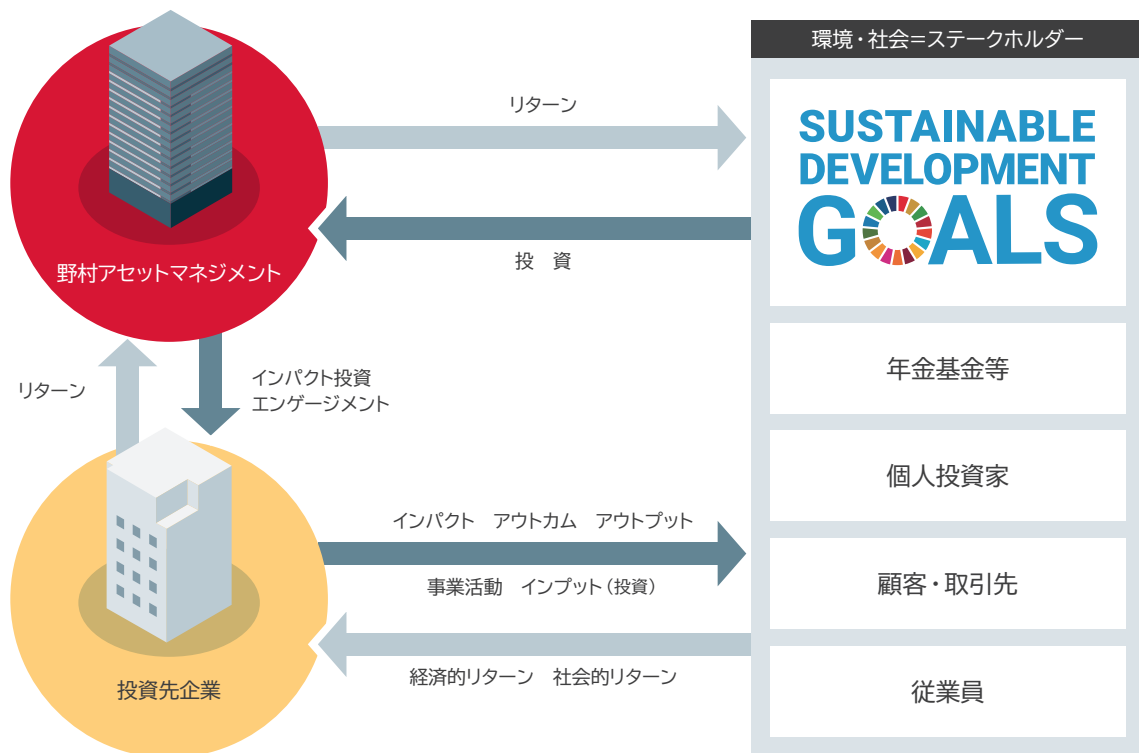 環境・社会=ステークホルダー
リターン
SUSTAINABLE
DEVELOPMENT
GOALS
投 資
野村アセットマネジメント
リターン
インパクト投資
エンゲージメント
年金基金等
個人投資家
インパクト アウトカム アウトプット
事業活動 インプット(投資)
顧客・取引先
経済的リターン 社会的リターン
投資先企業
従業員